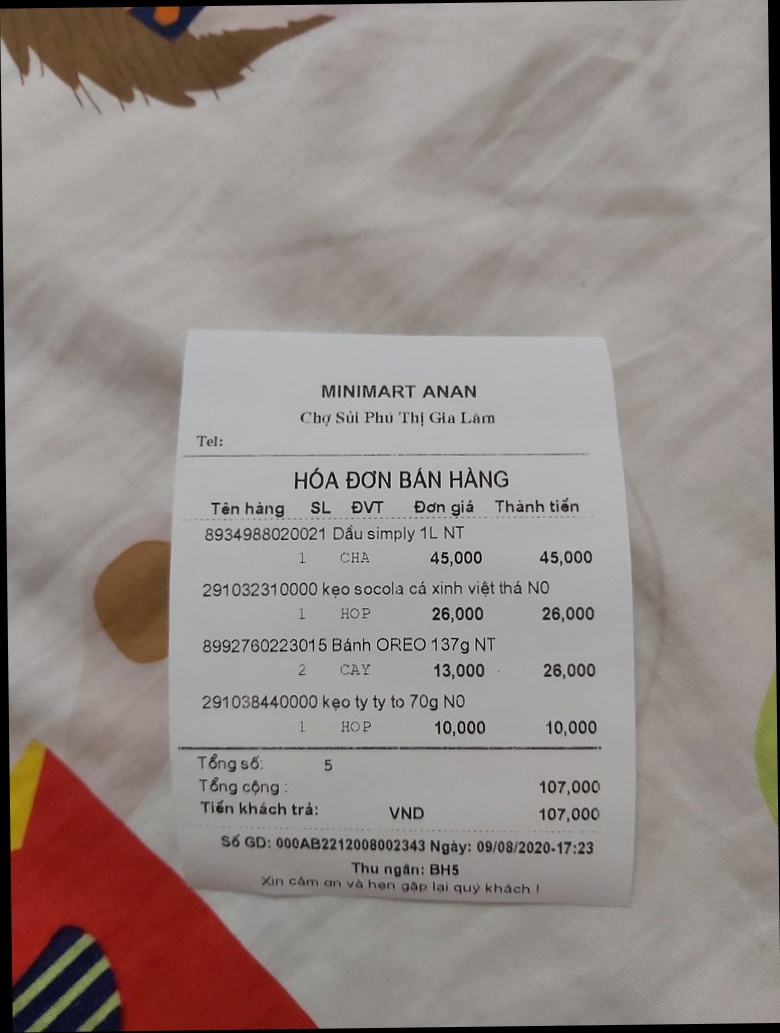 MINIMART ANAN
Chợ Sủi Phú Thị Gia Lâm
Tel:
HÓA ĐƠN BÁN HÀNG
Tên hàng SL ĐVT Đơn giá Thành tiền
8934988020021 Dầu simply 1L NT
1 CHA 45,000 45,000
291032310000 kẹo socola cá xinh việt thá N0
1 HOP 26,000 26,000
8992760223015 Bánh OREO 137g NT
2 CAY 13,000 26,000
291038440000 kẹo ty ty to 70g N0
1 HOP 10,000 10,000
Tổng số: 5
Tổng cộng : 107,000
Tiền khách trả: VND 107,000
Số GD: 000AB2212008002343 Ngày: 09/08/2020-17:23
Thu ngân: BH5
Xin cám ơn và hẹn gặp lại quý khách !